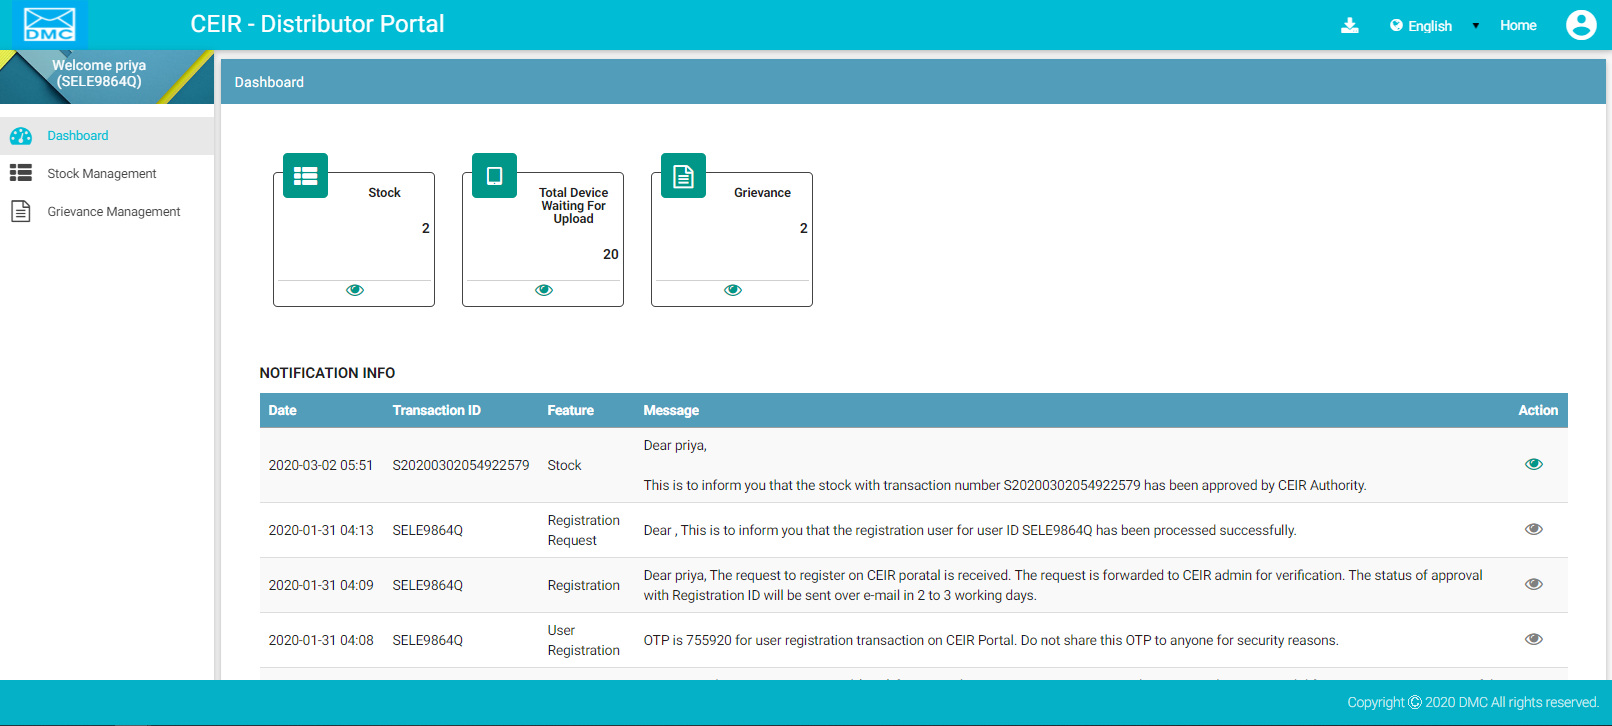 DMC
CEIR - Distributor Portal
English
Home
Welcome priya
(SELE9864Q)
Dashboard
Stock Management
Grievance Management
Dashboard
Stock
2
Total Device
Waiting For
Upload
20
Grievance
2
NOTIFICATION INFO
Date Transaction ID Feature Message Action
Dear priya,
2020-03-02 05:51 S20200302054922579 Stock
This is to inform you that the stock with transaction number S20200302054922579 has been approved by CEIR Authority.
2020-01-31 04:13 SELE9864Q Registration
Request Dear , This is to inform you that the registration user for user ID SELE9864Q has been processed successfully.
2020-01-31 04:09 SELE9864Q Registration Dear priya, The request to register on CEIR poratal is received. The request is forwarded to CEIR admin for verification. The status of approval
with Registration ID will be sent over e-mail in 2 to 3 working days.
2020-01-31 04:08 SELE9864Q User
Registration OTP is 755920 for user registration transaction on CEIR Portal. Do not share this OTP to anyone for security reasons.
Copyright © 2020 DMC All rights reserved.